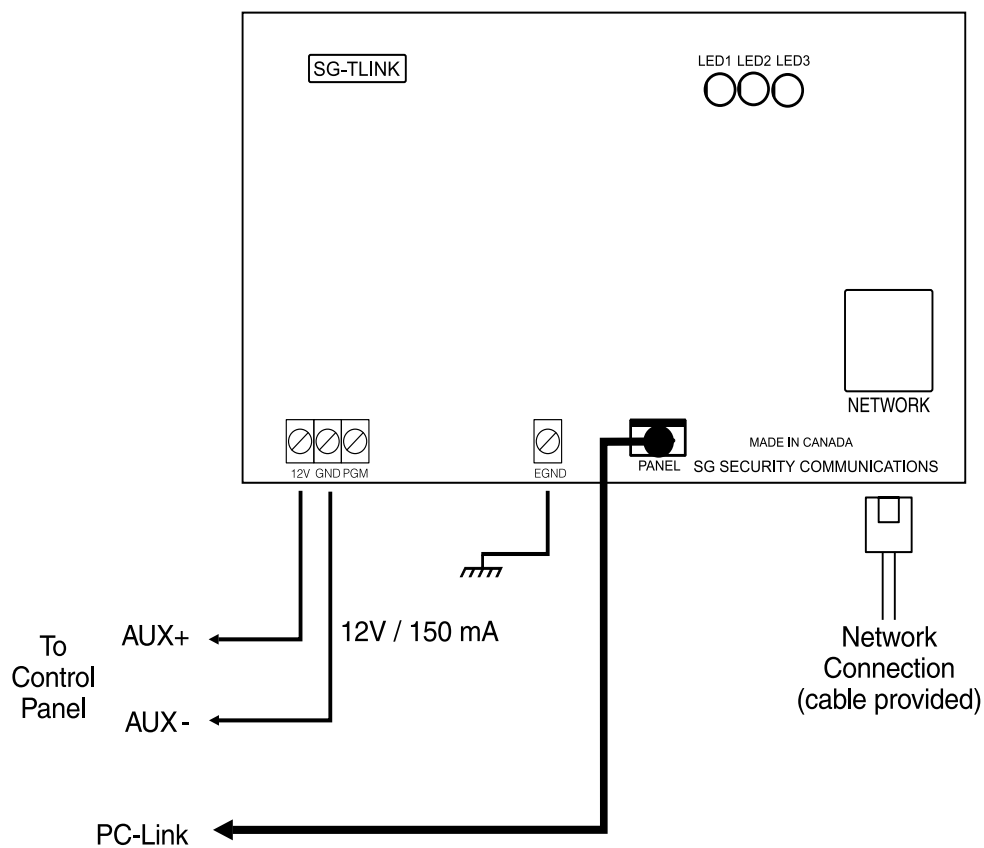 SG-TLINK
LED1 LED2 LED3
NETWORK
12V GND PGM
EGND
PANEL
MADE IN CANADA
SG SECURITY COMMUNICATIONS
To
Control
Panel
AUX+
12V / 150 mA
AUX -
PC-Link
Network
Connection
(cable provided)